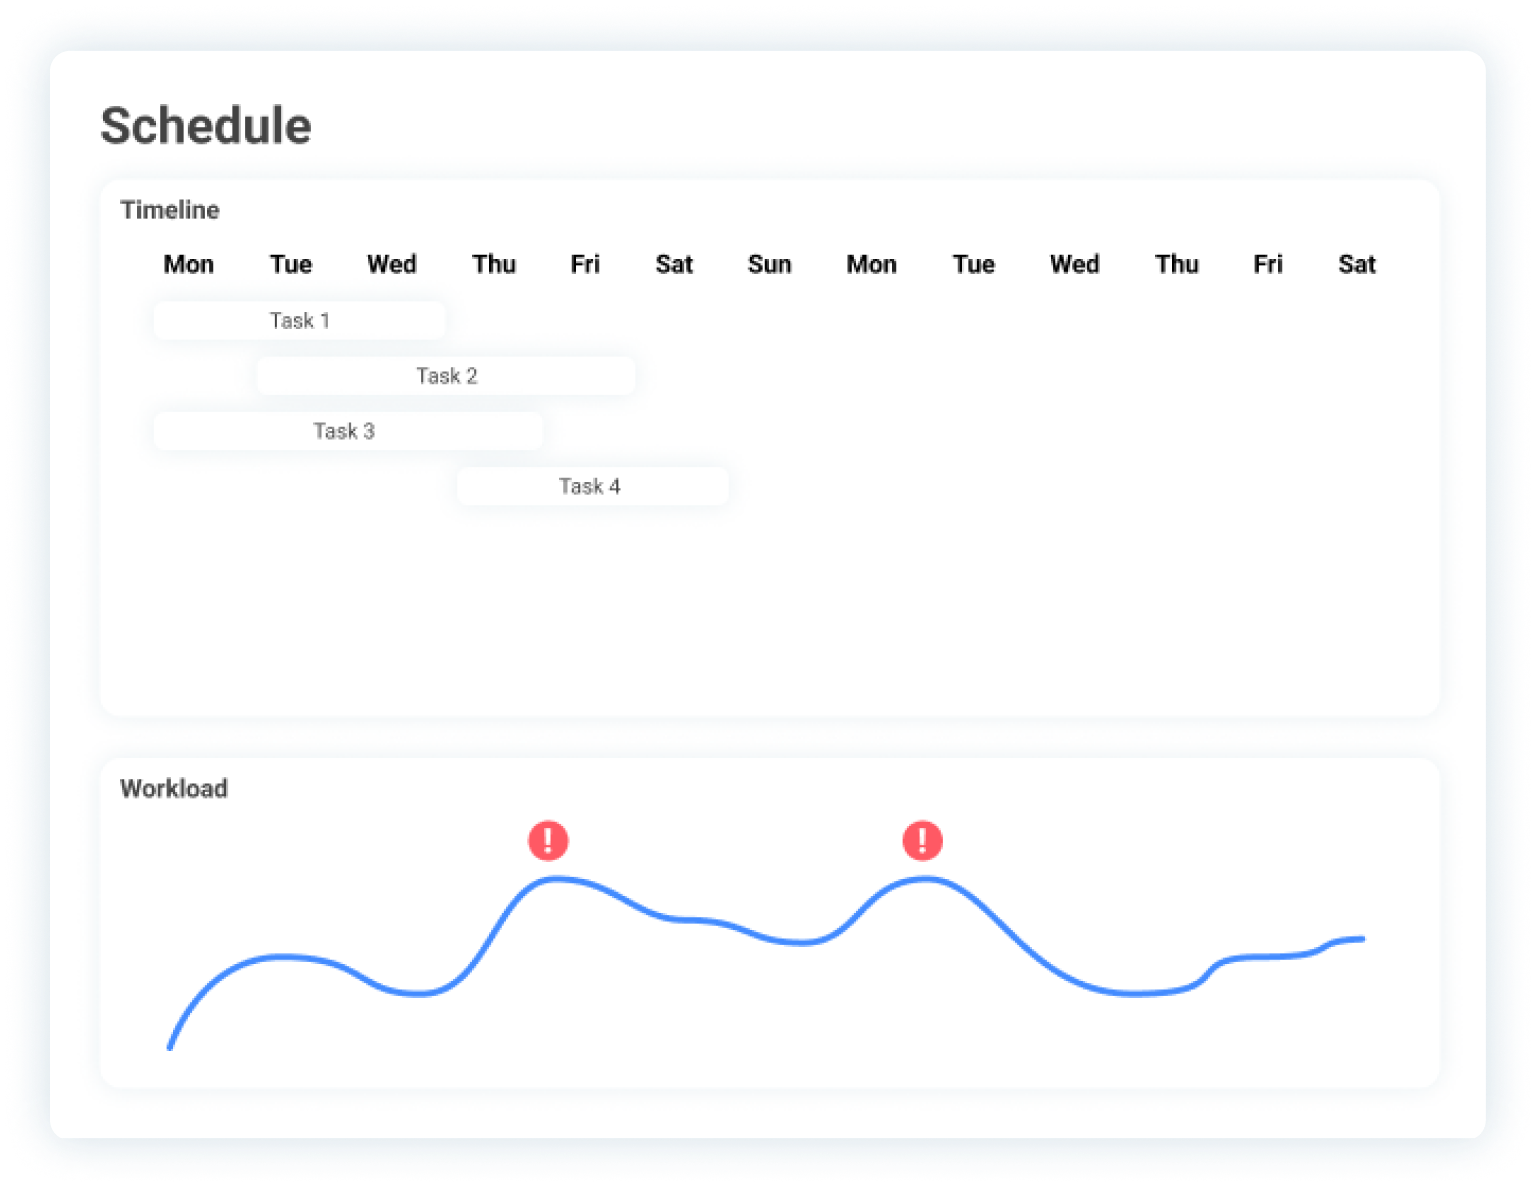 Schedule
Timeline
Mon Tue Wed Thu Fri Sat Sun Mon Tue Wed Thu Fri Sat
Task 1
Task 2
Task 3
Task 4
Workload
!
!